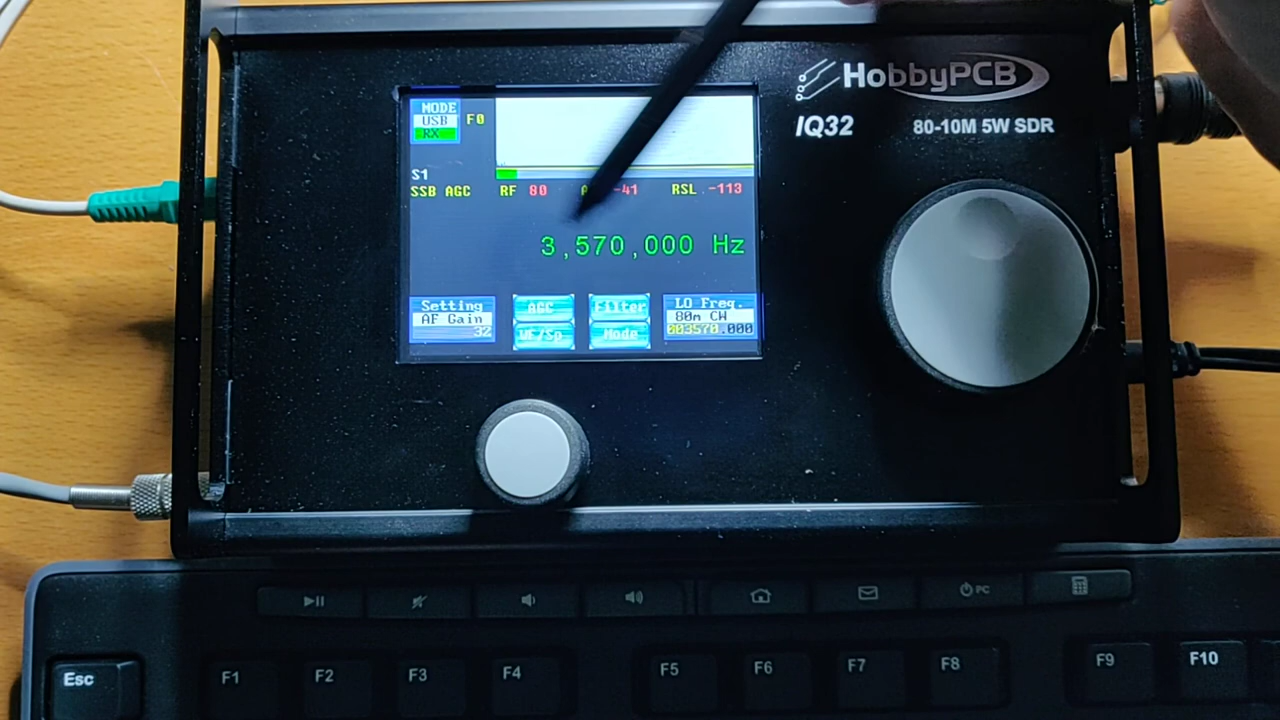 HobbyPCB
IQ32 80-10M 5W SDR
MODE
USB F0
RX
S1
SSB AGC RF 80 -41 RSL -113
3,570,000 Hz
Setting
AF Gain
32
AGC Filter
Mode
LO Freq.
80m CW
003570.000
PC
Esc F1 F2 F3 F4 F5 F6 F7 F8 F9 F10